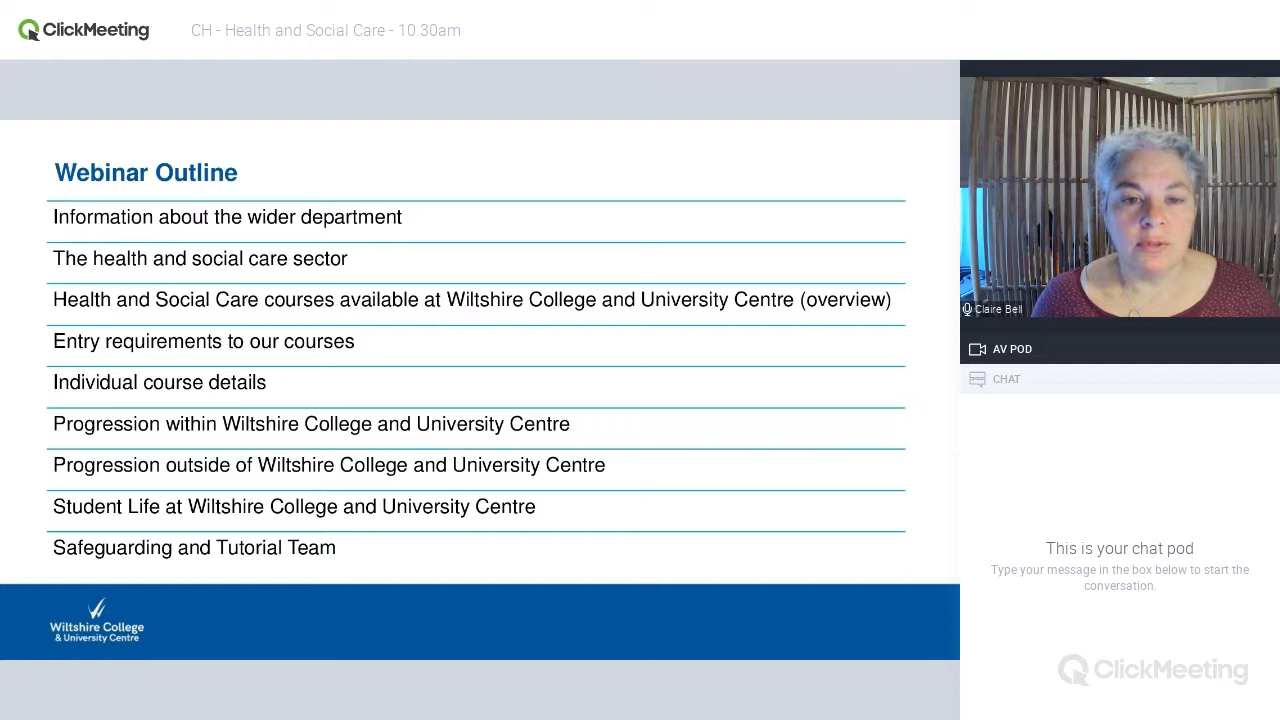 ClickMeeting
CH - Health and Social Care - 10.30am
Webinar Outline
Information about the wider department
The health and social care sector
Health and Social Care courses available at Wiltshire College and University Centre (overview)
Entry requirements to our courses
Individual course details
Progression within Wiltshire College and University Centre
Progression outside of Wiltshire College and University Centre
Student Life at Wiltshire College and University Centre
Safeguarding and Tutorial Team
Wiltshire College
& University Centre
Claire Bell
AV POD
CHAT
This is your chat pod
Type your message in the box below to start the
conversation.
ClickMeeting